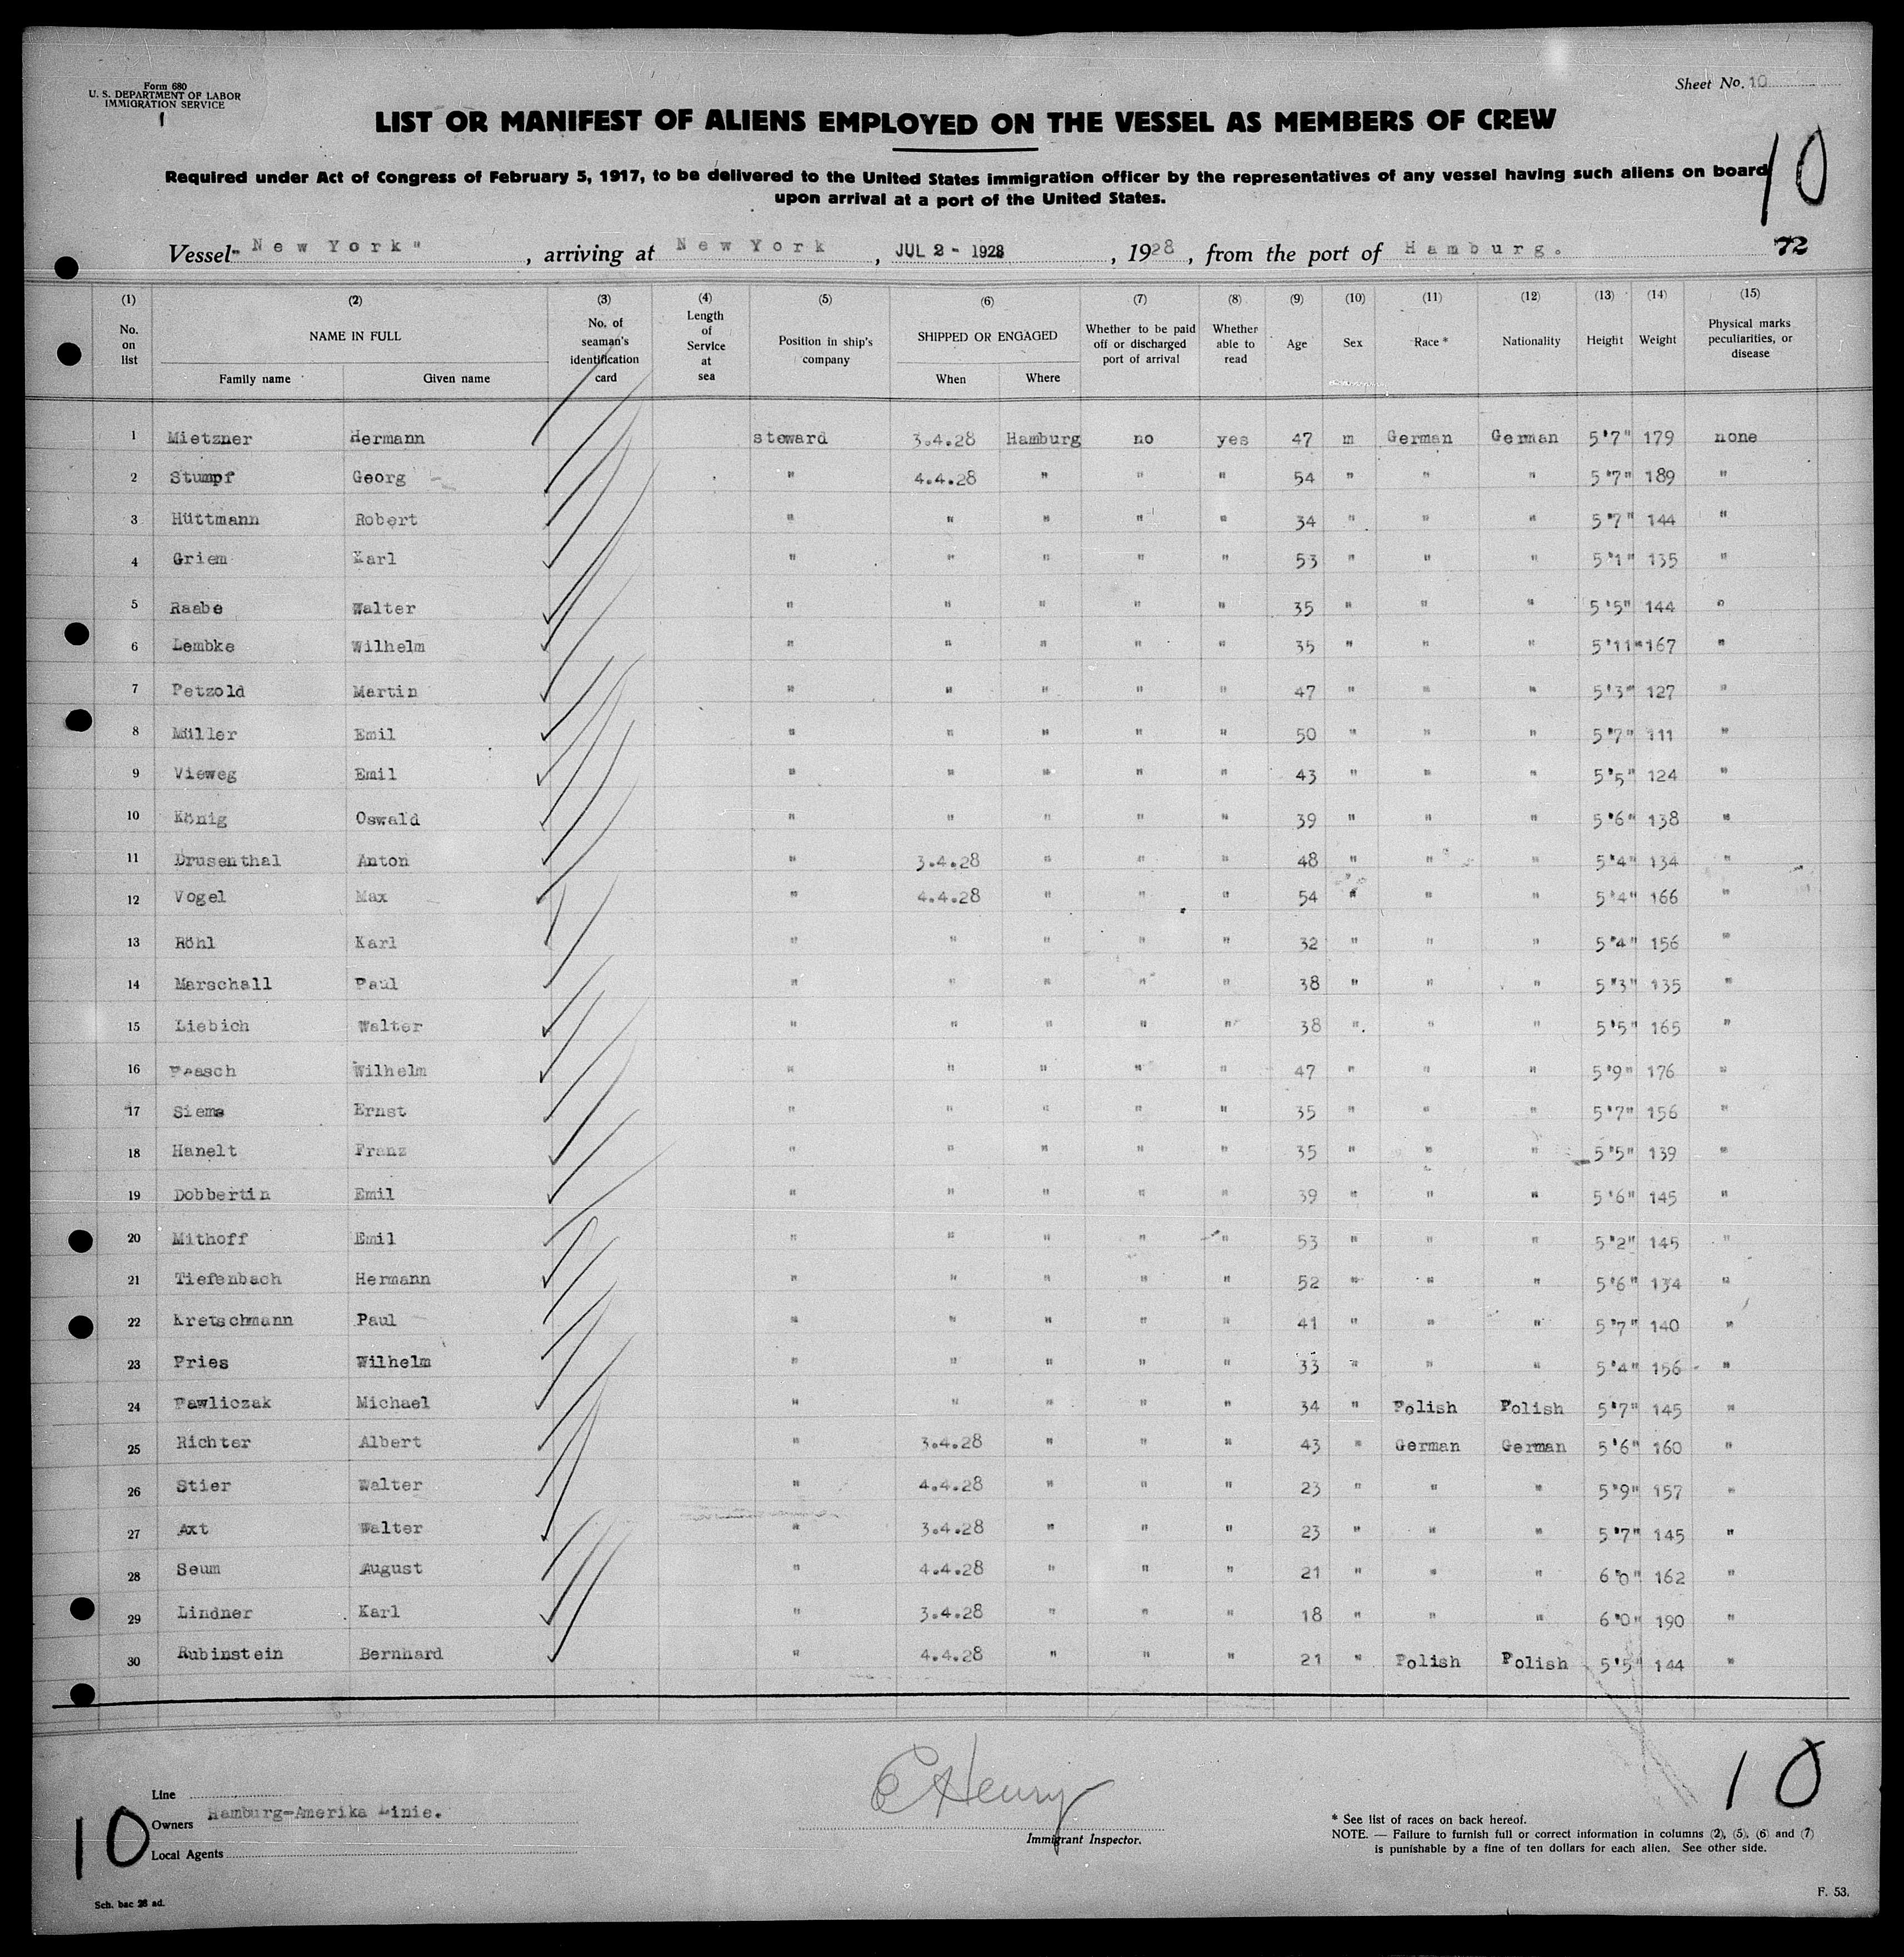 Form 680
U. S. DEPARTMENT OF LABOR
IMMIGRATION SERVICE
Sheet No. 10
LIST OR MANIFEST OF ALIENS EMPLOYED ON THE VESSEL AS MEMBERS OF CREW
Required under Act of Congress of February 5, 1917, to be delivered to the United States immigration officer by the representatives of any vessel having such aliens on board
upon arrival at a port of the United States.
10
Vessel "New York", arriving at New York, JUL 2 - 1928, 1928, from the port of Hamburg. 72
(1) (2) (3) (4) (5) (6) (7) (8) (9) (10) (11) (12) (13) (14) (15)
No. on list NAME IN FULL No. of seaman's identification card Length of Service at sea Position in ship's company SHIPPED OR ENGAGED Whether to be paid off or discharged port of arrival Whether able to read Age Sex Race * Nationality Height Weight Physical marks peculiarities, or disease
Family name Given name When Where
1 Mietzner Hermann steward 3.4.28 Hamburg no yes 47 m German German 5'7" 179 none
2 Stumpf Georg " 4.4.28 " " " 54 " " " 5'7" 189 "
3 Hüttmann Robert " " " " " 34 " " " 5'7" 144 "
4 Griem Karl " " " " " 53 " " " 5'1" 135 "
5 Raabe Walter " " " " " 35 " " " 5'5" 144 "
6 Lembke Wilhelm " " " " " 35 " " " 5'11" 167 "
7 Petzold Martin " " " " " 47 " " " 5'3" 127 "
8 Müller Emil " " " " " 50 " " " 5'7" 111 "
9 Vieweg Emil " " " " " 43 " " " 5'5" 124 "
10 König Oswald " " " " " 39 " " " 5'6" 138 "
11 Drusenthal Anton " 3.4.28 " " " 48 " " " 5'4" 134 "
12 Vogel Max " 4.4.28 " " " 54 " " " 5'4" 166 "
13 Röhl Karl " " " " " 32 " " " 5'4" 156 "
14 Marschall Paul " " " " " 38 " " " 5'3" 135 "
15 Liebich Walter " " " " " 38 " " " 5'5" 165 "
16 Paasch Wilhelm " " " " " 47 " " " 5'9" 176 "
17 Siems Ernst " " " " " 35 " " " 5'7" 156 "
18 Hanelt Franz " " " " " 35 " " " 5'5" 139 "
19 Dobbertin Emil " " " " " 39 " " " 5'6" 145 "
20 Mithoff Emil " " " " " 53 " " " 5'2" 145 "
21 Tiefenbach Hermann " " " " " 52 " " " 5'6" 134 "
22 Kretschmann Paul " " " " " 41 " " " 5'7" 140 "
23 Fries Wilhelm " " " " " 33 " " " 5'4" 156 "
24 Pawliczak Michael " " " " " 34 " Polish Polish 5'7" 145 "
25 Richter Albert " 3.4.28 " " " 43 " German German 5'6" 160 "
26 Stier Walter " 4.4.28 " " " 23 " " " 5'9" 157 "
27 Axt Walter " 3.4.28 " " " 23 " " " 5'7" 145 "
28 Seum August " 4.4.28 " " " 21 " " " 6'0" 162 "
29 Lindner Karl " 3.4.28 " " " 18 " " " 6'0" 190 "
30 Rubinstein Bernhard " 4.4.28 " " " 21 " Polish Polish 5'5" 144 "
10
Line
Owners Hamburg-Amerika Linie.
Local Agents
10
E Henry
Immigrant Inspector.
* See list of races on back hereof.
NOTE. — Failure to furnish full or correct information in columns (2), (5), (6) and (7)
is punishable by a fine of ten dollars for each alien. See other side.
Sch. bac 28 ad.
F. 53.